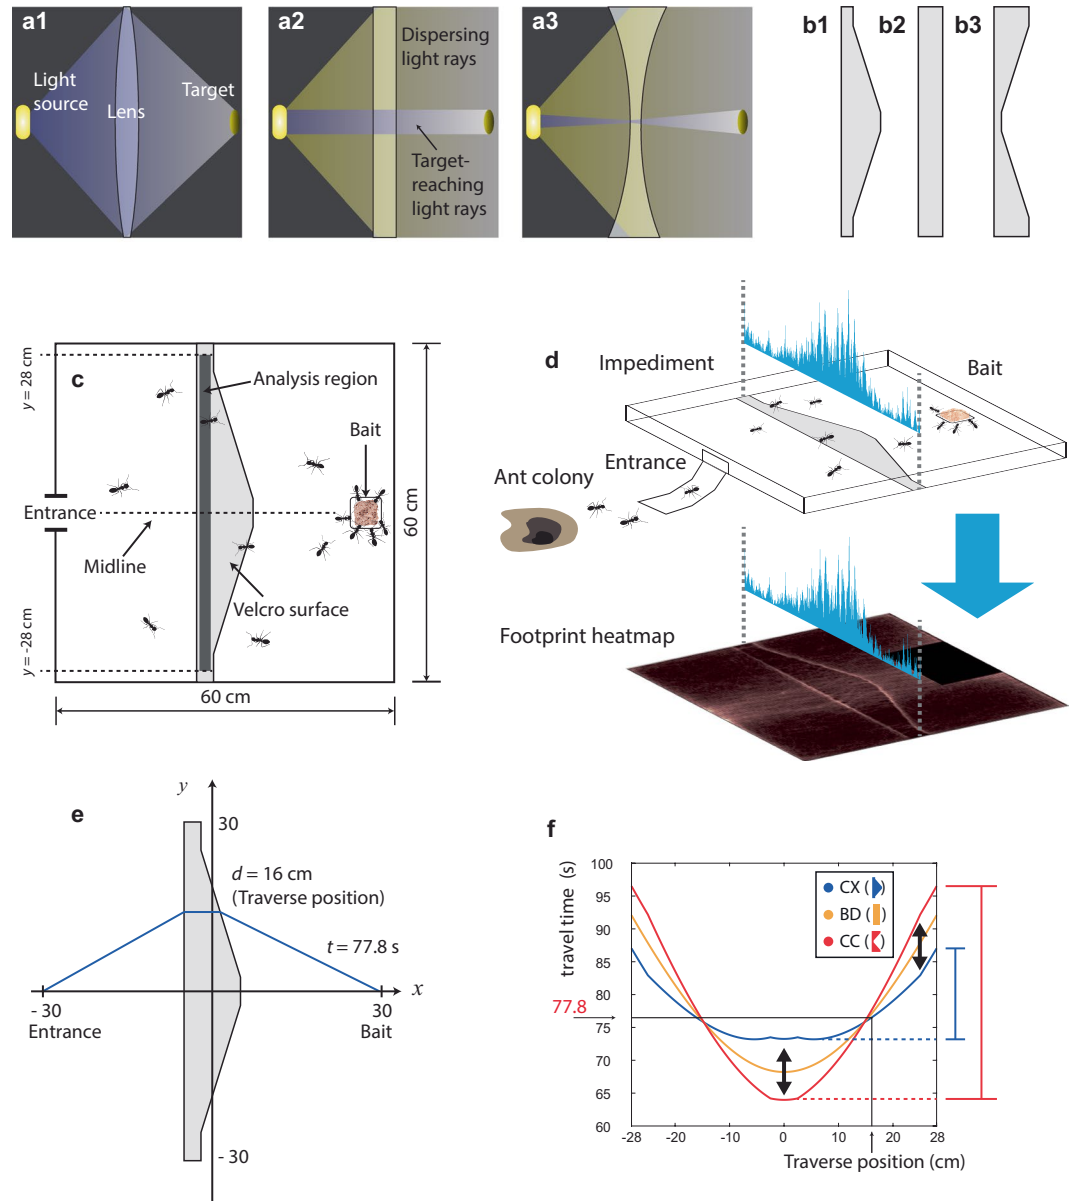 a1
Light
source
Lens
Target
a2
Dispersing
light rays
Target-
reaching
light rays
a3
b1
b2
b3
c
y = 28 cm
Analysis region
Bait
Entrance
Midline
Velcro surface
y = -28 cm
60 cm
60 cm
d
Impediment
Bait
Entrance
Ant colony
Footprint heatmap
e
y
30
d = 16 cm
(Traverse position)
t = 77.8 s
x
- 30
Entrance
30
Bait
- 30
f
travel time (s)
100
95
90
85
80
75
70
65
60
77.8
CX ( )
BD ( )
CC ( )
-28
-20
-10
0
10
20
28
Traverse position (cm)